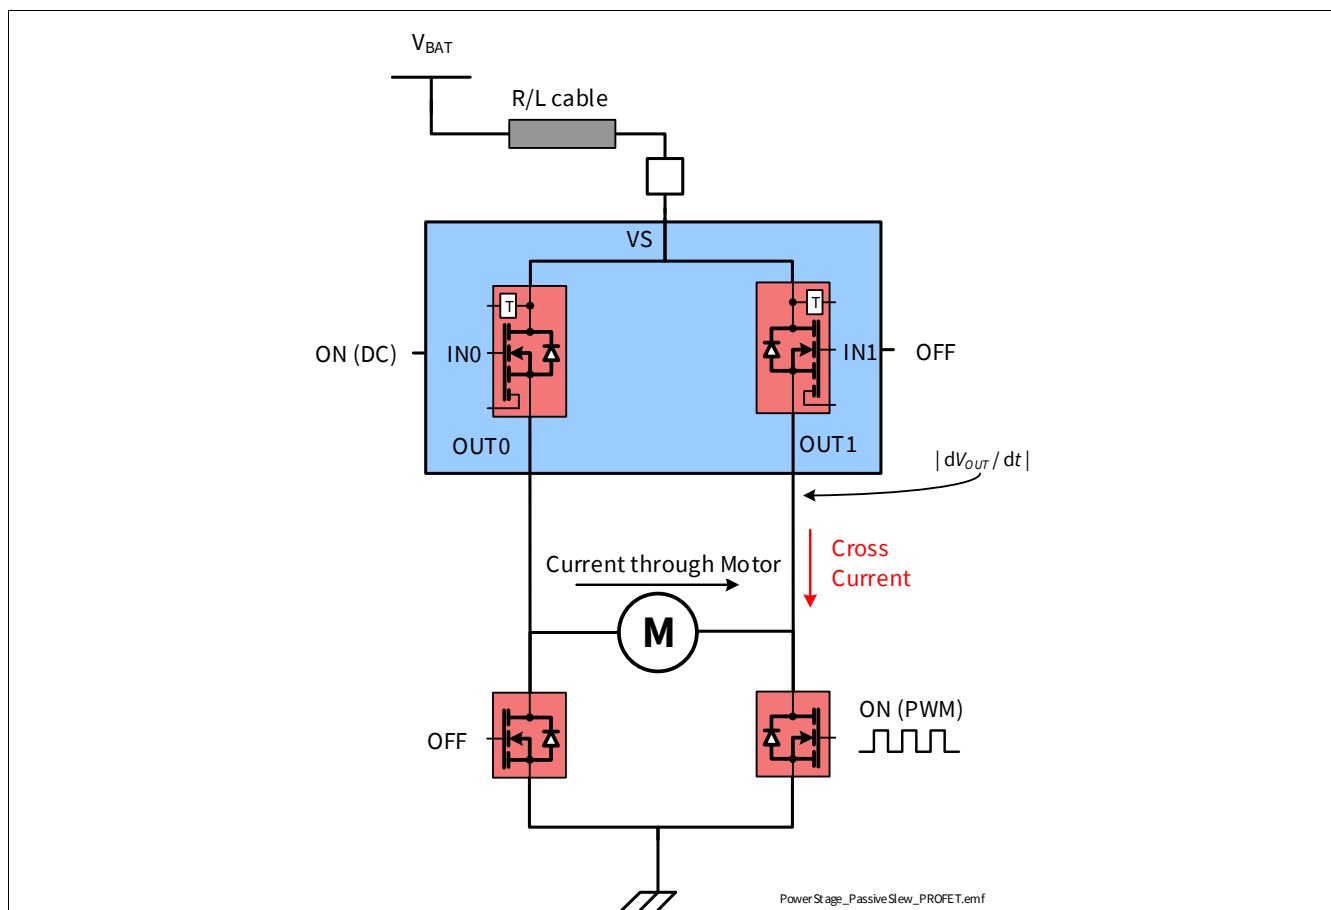 VBAT
R/L cable
VS
T
T
ON (DC)
IN0
IN1
OFF
OUT0
OUT1
| dVOUT / dt |
Cross
Current
Current through Motor
M
ON (PWM)
OFF
PowerStage_PassiveSlew_PROFET.emf